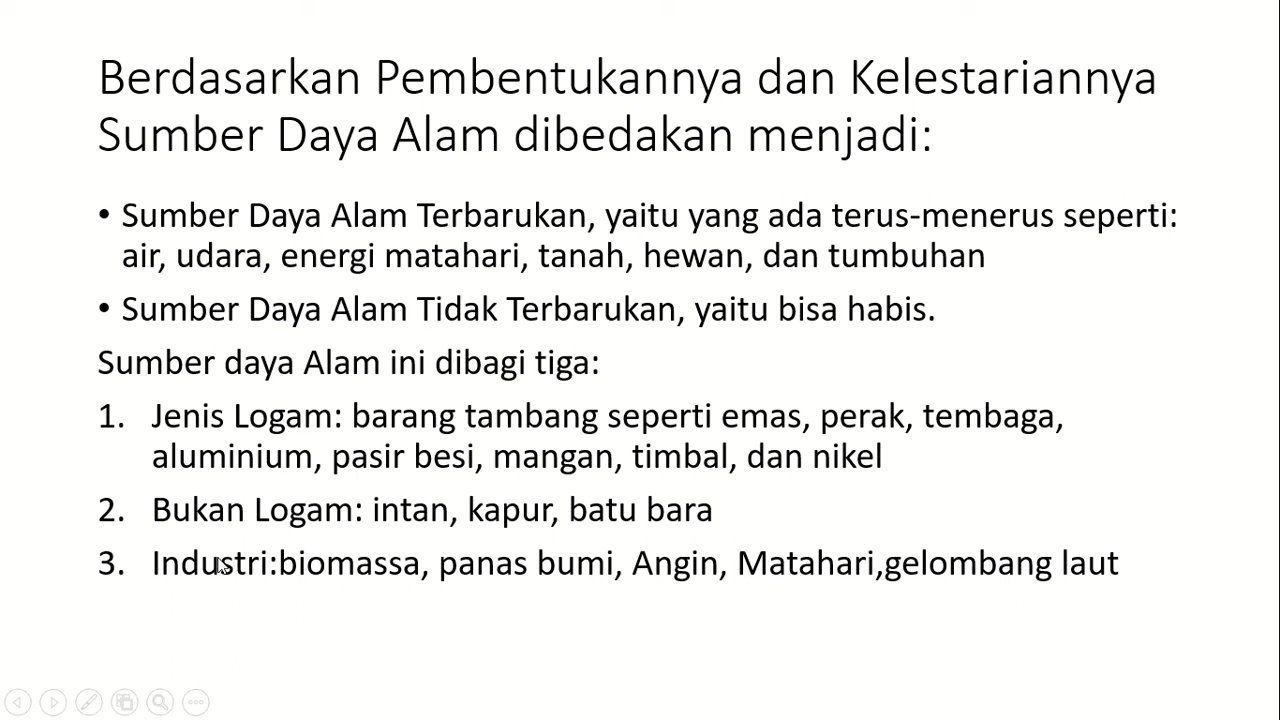 Berdasarkan Pembentukannya dan Kelestariannya
Sumber Daya Alam dibedakan menjadi:
• Sumber Daya Alam Terbarukan, yaitu yang ada terus-menerus seperti:
air, udara, energi matahari, tanah, hewan, dan tumbuhan
• Sumber Daya Alam Tidak Terbarukan, yaitu bisa habis.
Sumber daya Alam ini dibagi tiga:
1. Jenis Logam: barang tambang seperti emas, perak, tembaga,
aluminium, pasir besi, mangan, timbal, dan nikel
2. Bukan Logam: intan, kapur, batu bara
3. Industri:biomassa, panas bumi, Angin, Matahari,gelombang laut